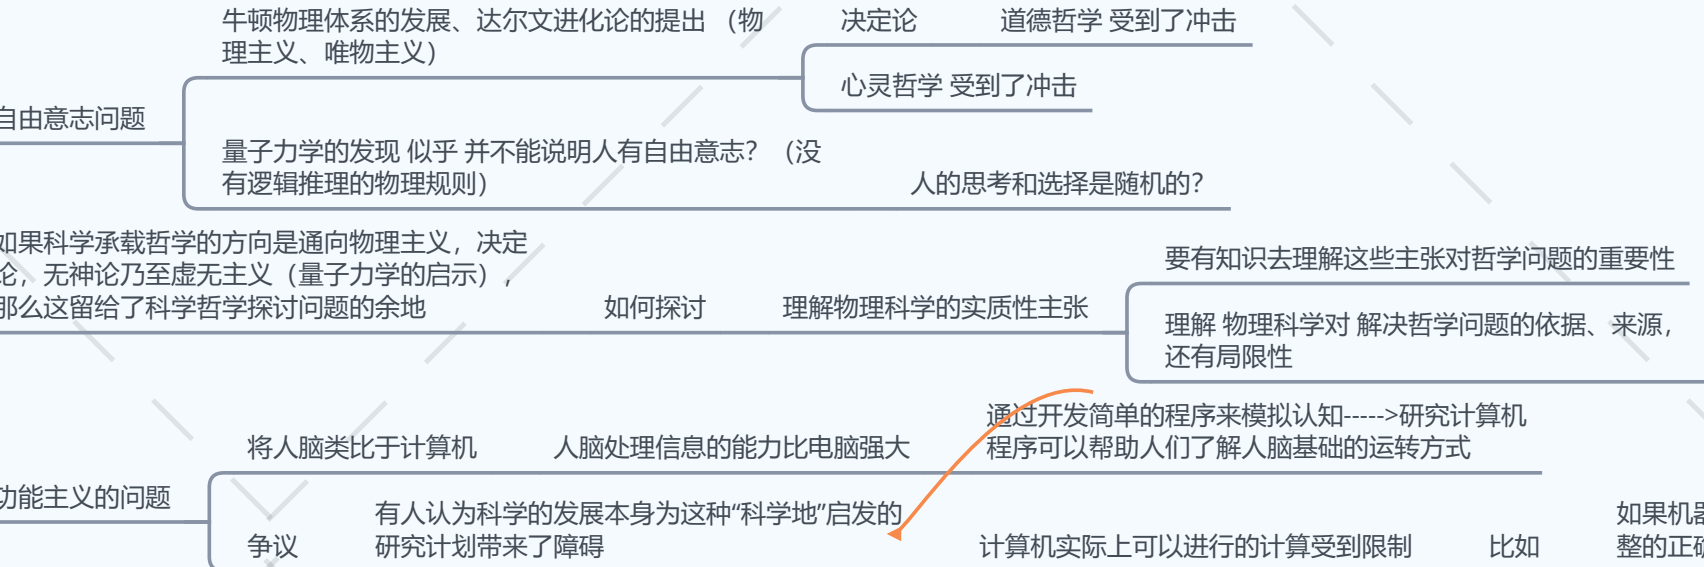 牛顿物理体系的发展、达尔文进化论的提出 （物
理主义、唯物主义）
决定论
道德哲学 受到了冲击
心灵哲学 受到了冲击
自由意志问题
量子力学的发现 似乎 并不能说明人有自由意志？（没
有逻辑推理的物理规则）
人的思考和选择是随机的？
如果科学承载哲学的方向是通向物理主义，决定
论，无神论乃至虚无主义（量子力学的启示），
那么这留给了科学哲学探讨问题的余地
如何探讨
理解物理科学的实质性主张
要有知识去理解这些主张对哲学问题的重要性
理解 物理科学对 解决哲学问题的依据、来源，
还有局限性
功能主义的问题
将人脑类比于计算机
人脑处理信息的能力比电脑强大
通过开发简单的程序来模拟认知----->研究计算机
程序可以帮助人们了解人脑基础的运转方式
争议
有人认为科学的发展本身为这种“科学地”启发的
研究计划带来了障碍
计算机实际上可以进行的计算受到限制
比如
如果机器
整的正确